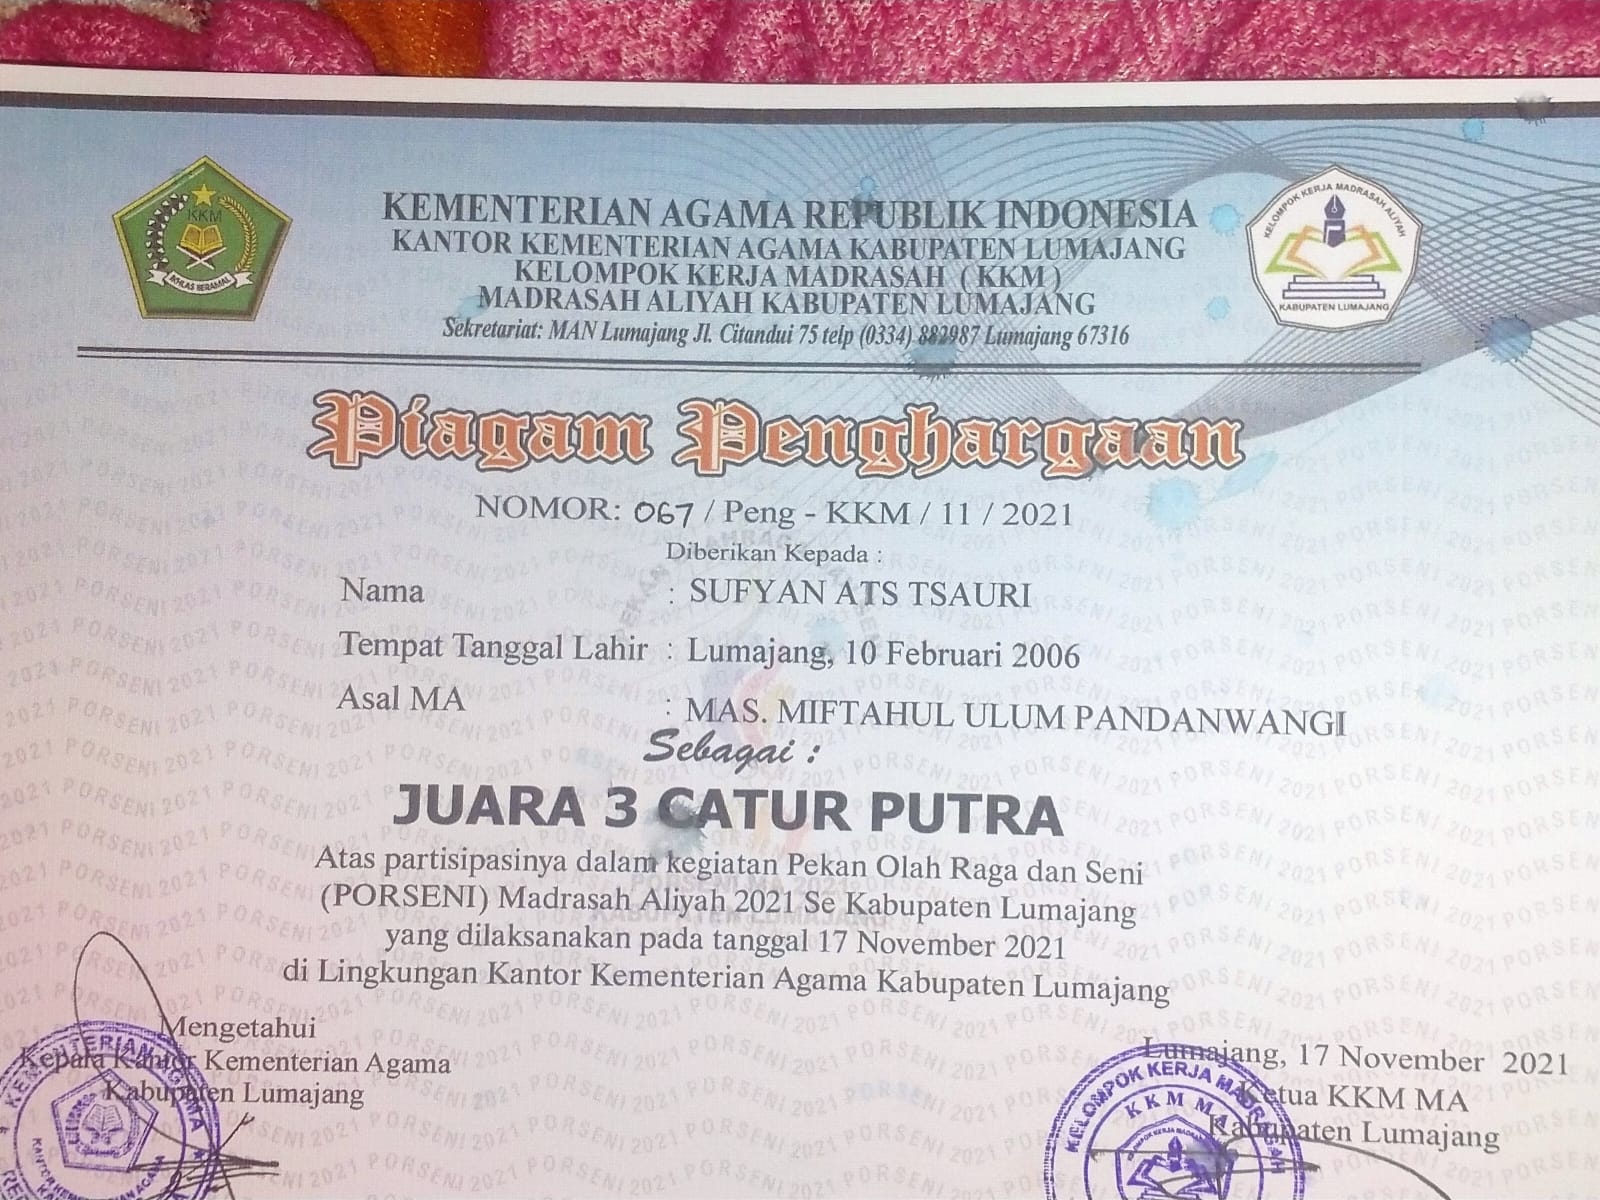 KKM
IKHLAS BERAMAL
KEMENTERIAN AGAMA REPUBLIK INDONESIA
KANTOR KEMENTERIAN AGAMA KABUPATEN LUMAJANG
KELOMPOK KERJA MADRASAH ( KKM )
MADRASAH ALIYAH KABUPATEN LUMAJANG
Sekretariat: MAN Lumajang Jl. Citandui 75 telp (0334) 882987 Lumajang 67316
KELOMPOK KERJA MADRASAH ALIYAH
KABUPATEN LUMAJANG
Piagam Penghargaan
NOMOR: 067 / Peng - KKM / 11 / 2021
Diberikan Kepada :
Nama : SUFYAN ATS TSAURI
Tempat Tanggal Lahir : Lumajang, 10 Februari 2006
Asal MA : MAS. MIFTAHUL ULUM PANDANWANGI
Sebagai :
JUARA 3 CATUR PUTRA
Atas partisipasinya dalam kegiatan Pekan Olah Raga dan Seni
(PORSENI) Madrasah Aliyah 2021 Se Kabupaten Lumajang
yang dilaksanakan pada tanggal 17 November 2021
di Lingkungan Kantor Kementerian Agama Kabupaten Lumajang
Mengetahui
Kepala Kantor Kementerian Agama
Kabupaten Lumajang
KEMENTERIAN AGAMA
Lumajang, 17 November 2021
Ketua KKM MA
Kabupaten Lumajang
KELOMPOK KERJA MADRASAH
KKM MA